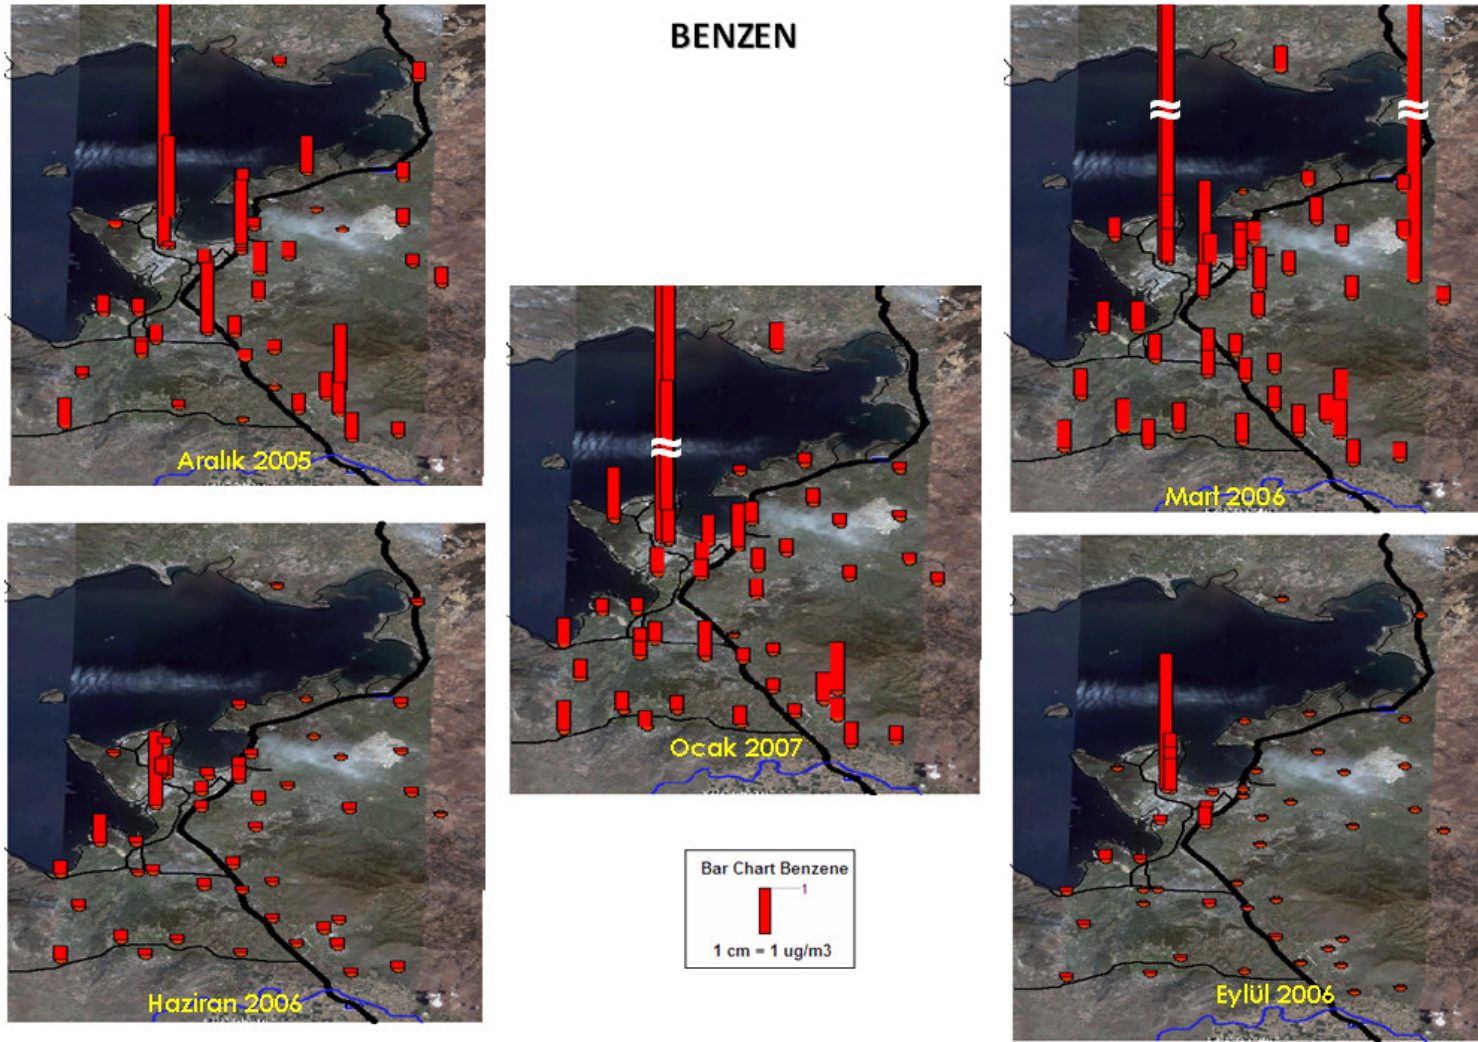 BENZEN
Aralık 2005
Mart 2006
Ocak 2007
Haziran 2006
Eylül 2006
Bar Chart Benzene
1
1 cm = 1 ug/m3